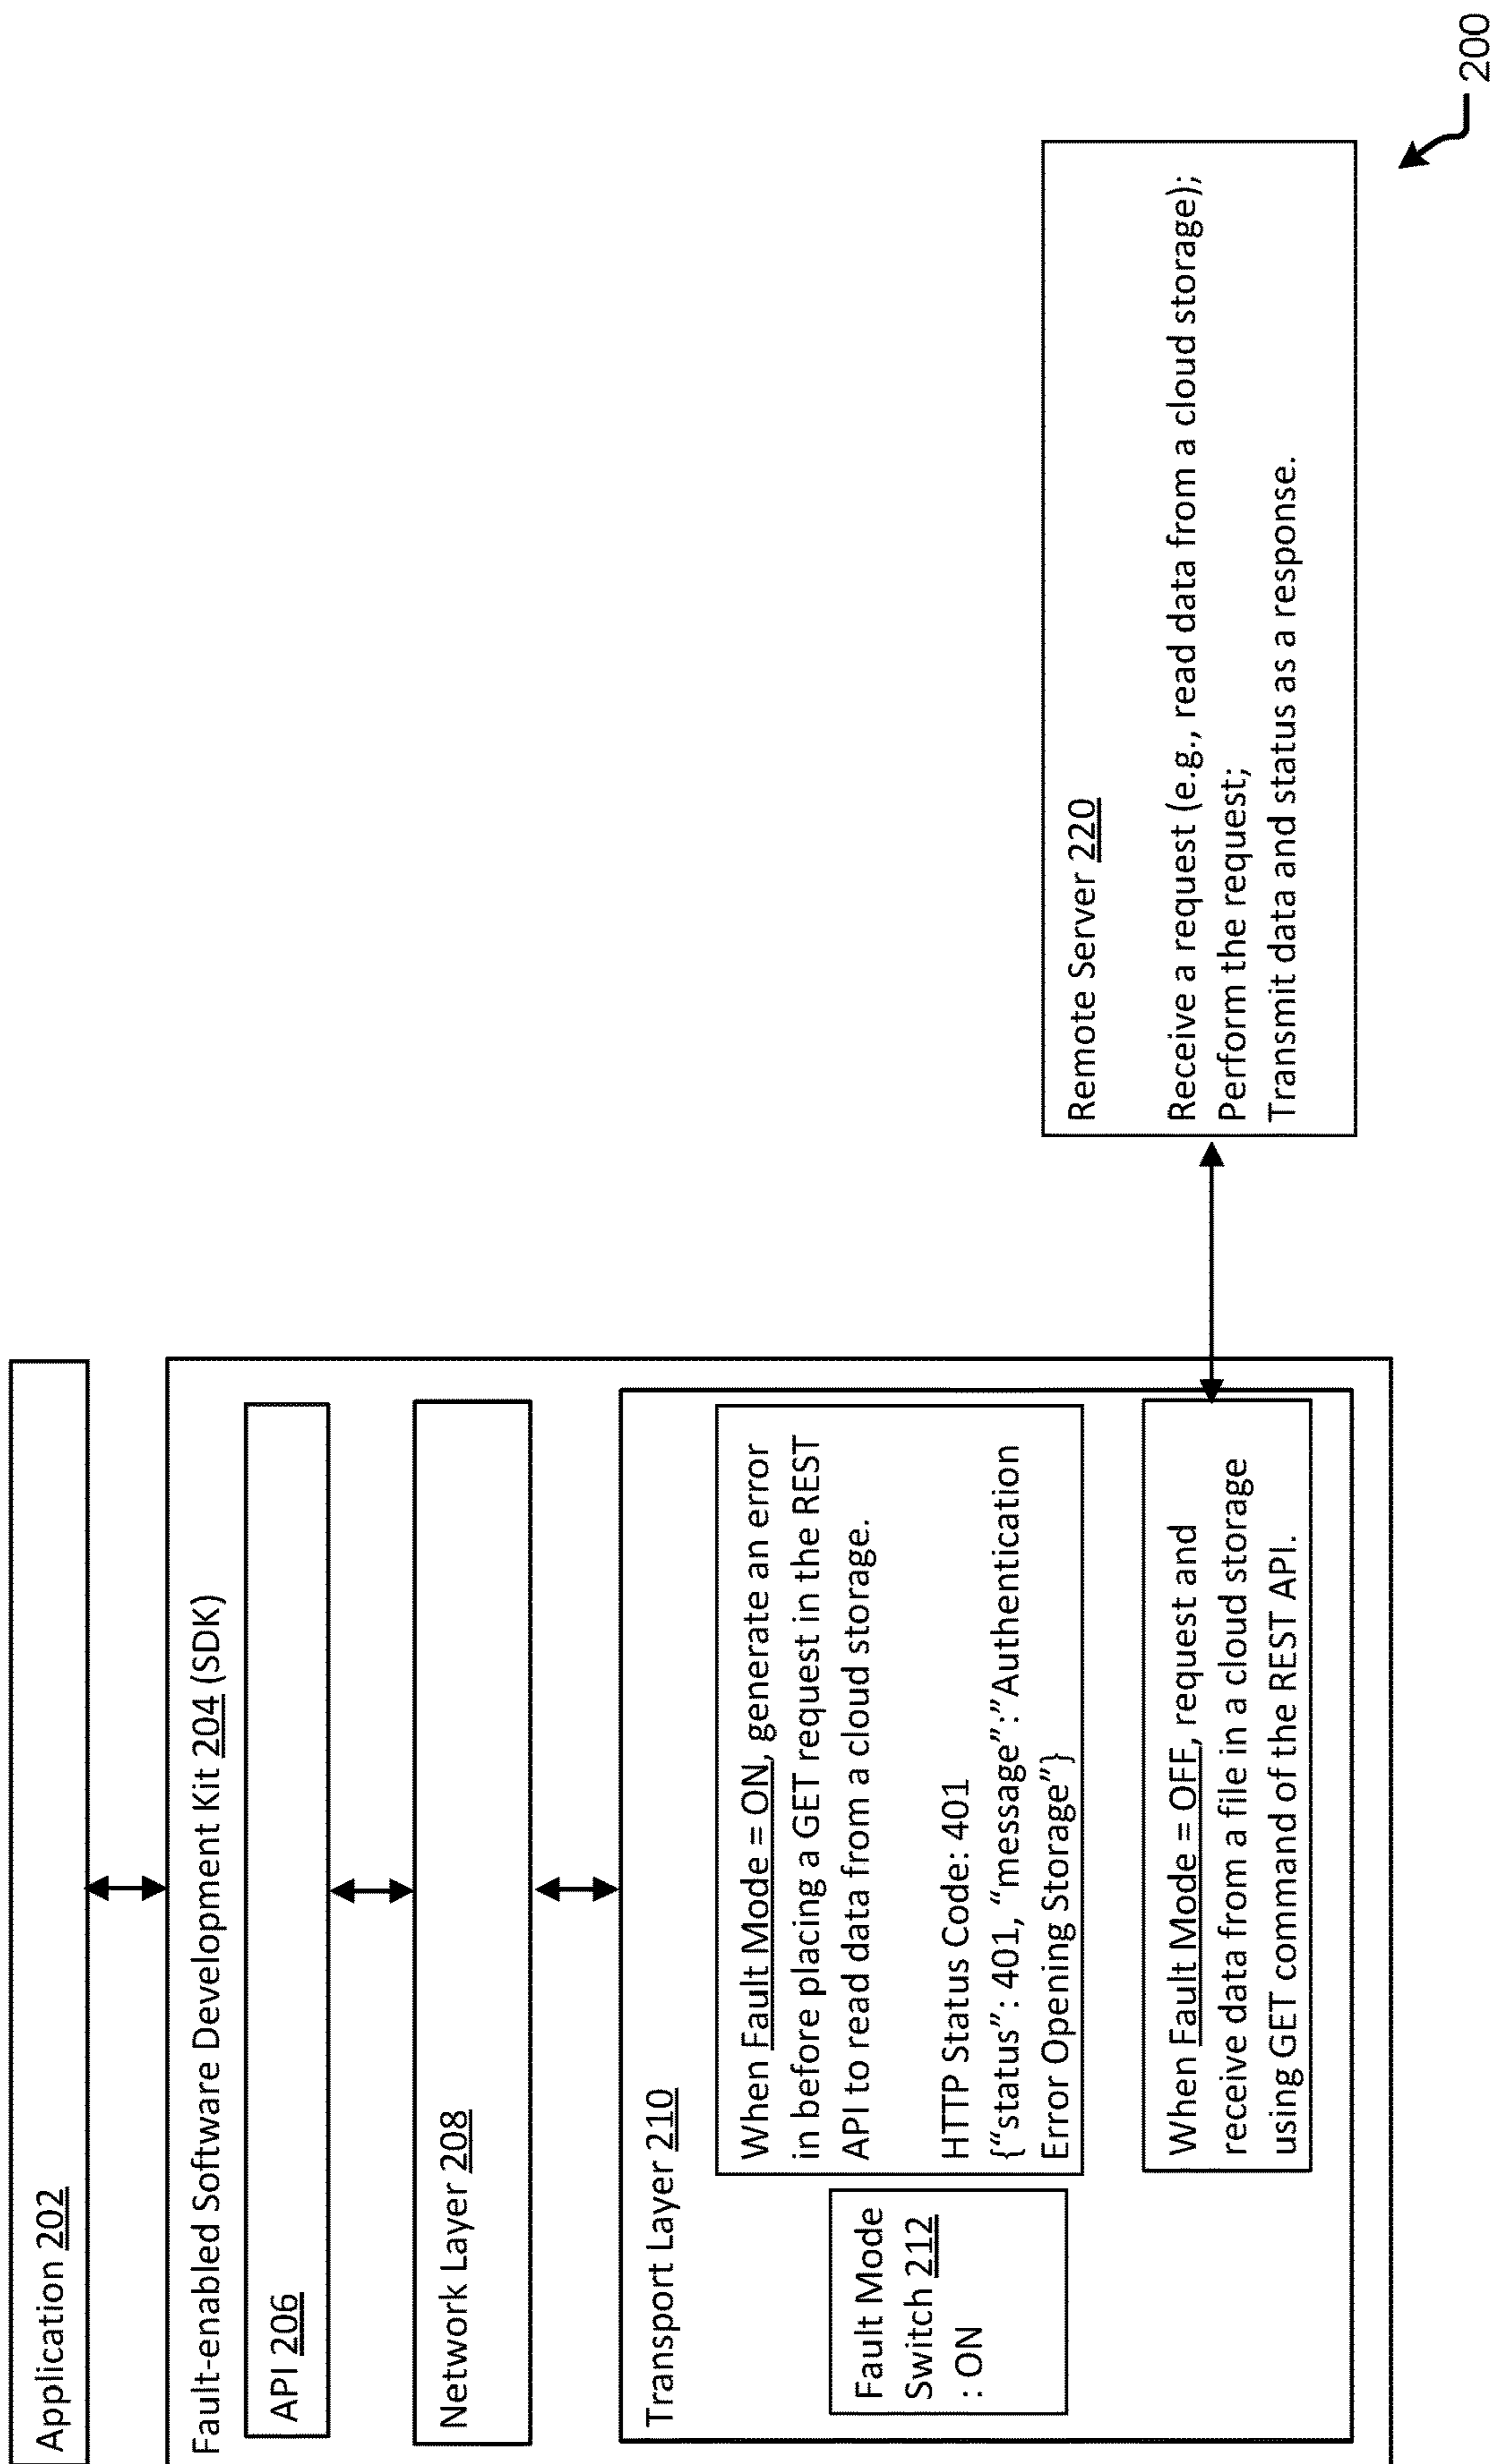 Application 202
Fault-enabled Software Development Kit 204 (SDK)
API 206
Network Layer 208
Transport Layer 210
Fault Mode
Switch 212
: ON
When Fault Mode = ON, generate an error
in before placing a GET request in the REST
API to read data from a cloud storage.
HTTP Status Code: 401
{“status”: 401, “message”:”Authentication
Error Opening Storage”}
When Fault Mode = OFF, request and
receive data from a file in a cloud storage
using GET command of the REST API.
Remote Server 220
Receive a request (e.g., read data from a cloud storage);
Perform the request;
Transmit data and status as a response.
200